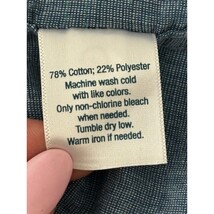 78% Cotton; 22% Polyester
Machine wash cold
with like colors.
Only non-chlorine bleach
when needed.
Tumble dry low.
Warm iron if needed.